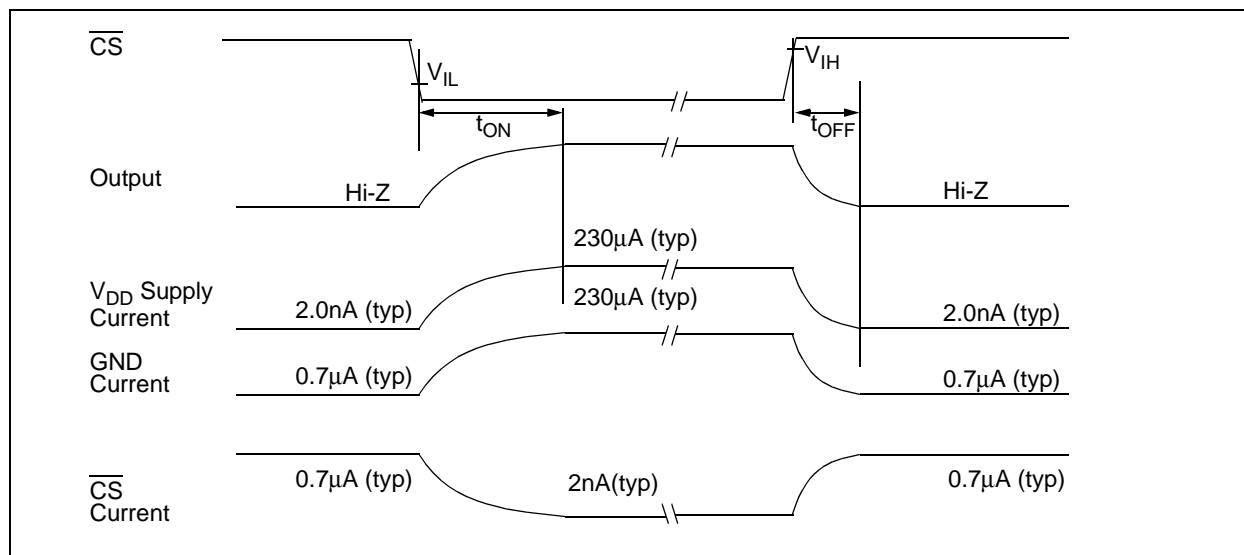 CS
V_IL
V_IH
t_ON
t_OFF
Output
Hi-Z
Hi-Z
230μA (typ)
V_DD Supply
Current
2.0nA (typ)
230μA (typ)
2.0nA (typ)
GND
Current
0.7μA (typ)
0.7μA (typ)
CS
Current
0.7μA (typ)
2nA(typ)
0.7μA (typ)